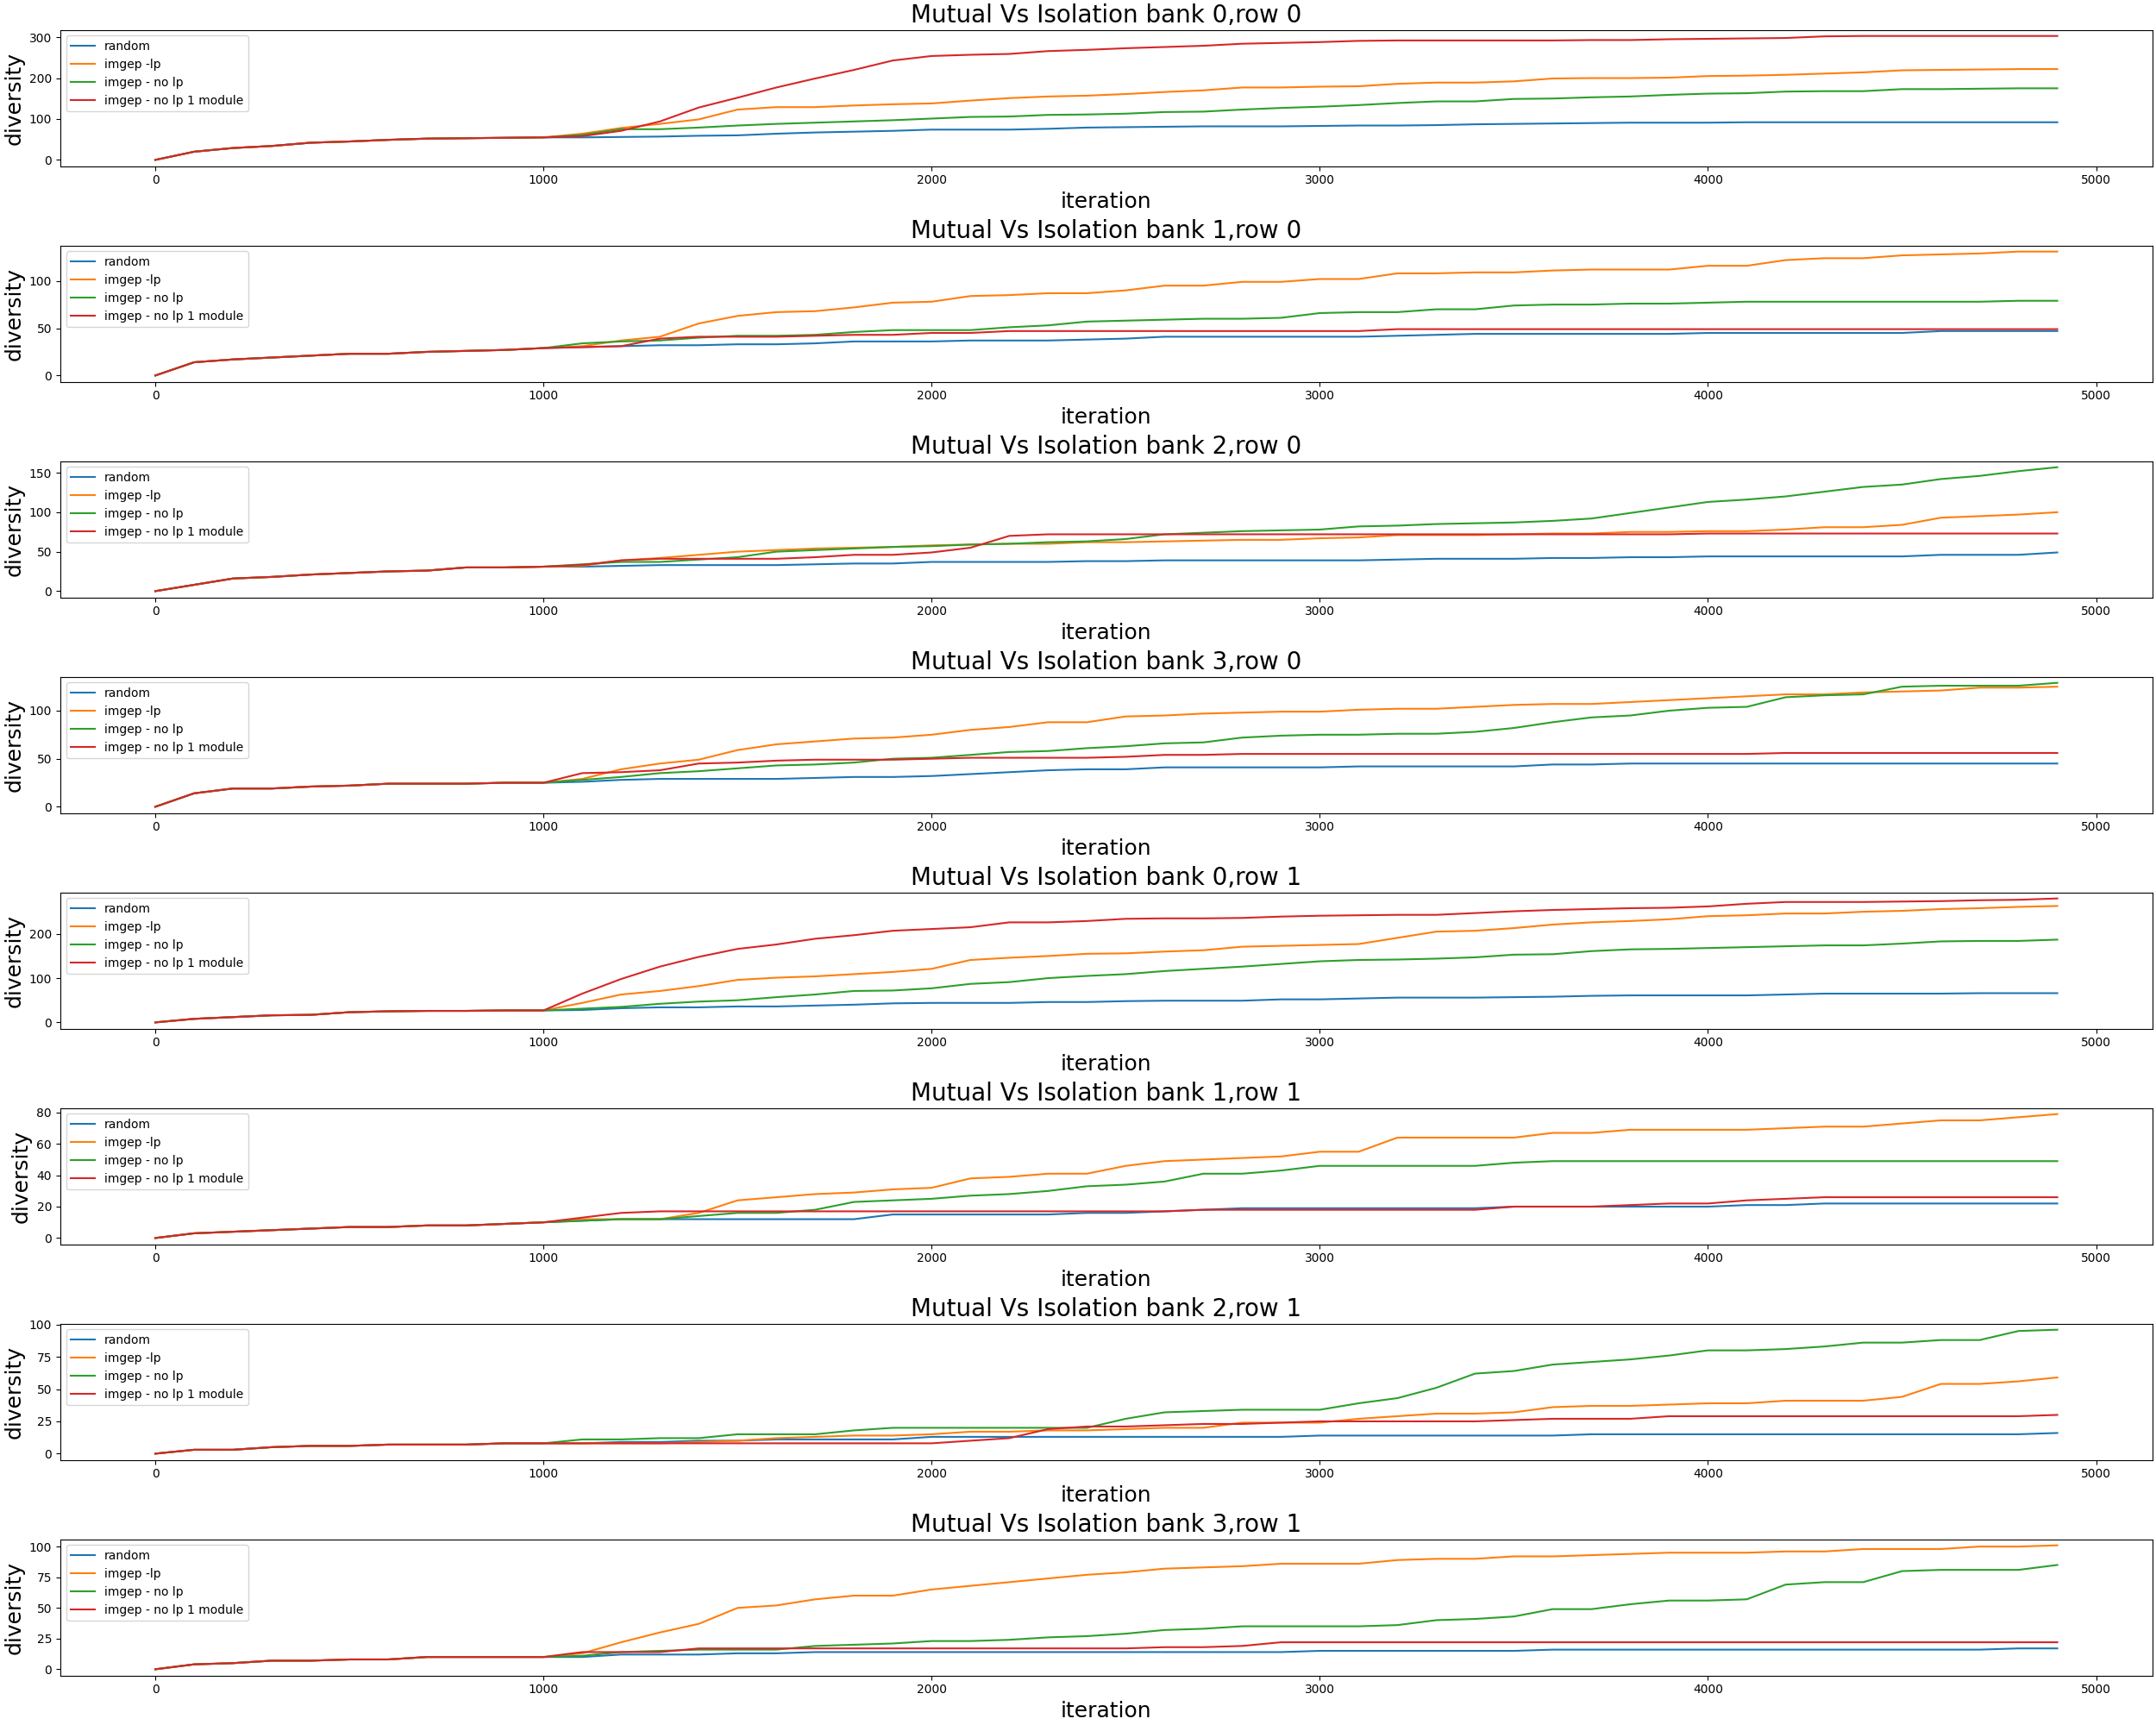 Mutual Vs Isolation bank 0,row 0
300
200
100
0
diversity
random
imgep -lp
imgep - no lp
imgep - no lp 1 module
0 1000 2000 3000 4000 5000
iteration
Mutual Vs Isolation bank 1,row 0
100
50
0
diversity
random
imgep -lp
imgep - no lp
imgep - no lp 1 module
0 1000 2000 3000 4000 5000
iteration
Mutual Vs Isolation bank 2,row 0
150
100
50
0
diversity
random
imgep -lp
imgep - no lp
imgep - no lp 1 module
0 1000 2000 3000 4000 5000
iteration
Mutual Vs Isolation bank 3,row 0
100
50
0
diversity
random
imgep -lp
imgep - no lp
imgep - no lp 1 module
0 1000 2000 3000 4000 5000
iteration
Mutual Vs Isolation bank 0,row 1
200
100
0
diversity
random
imgep -lp
imgep - no lp
imgep - no lp 1 module
0 1000 2000 3000 4000 5000
iteration
Mutual Vs Isolation bank 1,row 1
80
60
40
20
0
diversity
random
imgep -lp
imgep - no lp
imgep - no lp 1 module
0 1000 2000 3000 4000 5000
iteration
Mutual Vs Isolation bank 2,row 1
100
75
50
25
0
diversity
random
imgep -lp
imgep - no lp
imgep - no lp 1 module
0 1000 2000 3000 4000 5000
iteration
Mutual Vs Isolation bank 3,row 1
100
75
50
25
0
diversity
random
imgep -lp
imgep - no lp
imgep - no lp 1 module
0 1000 2000 3000 4000 5000
iteration